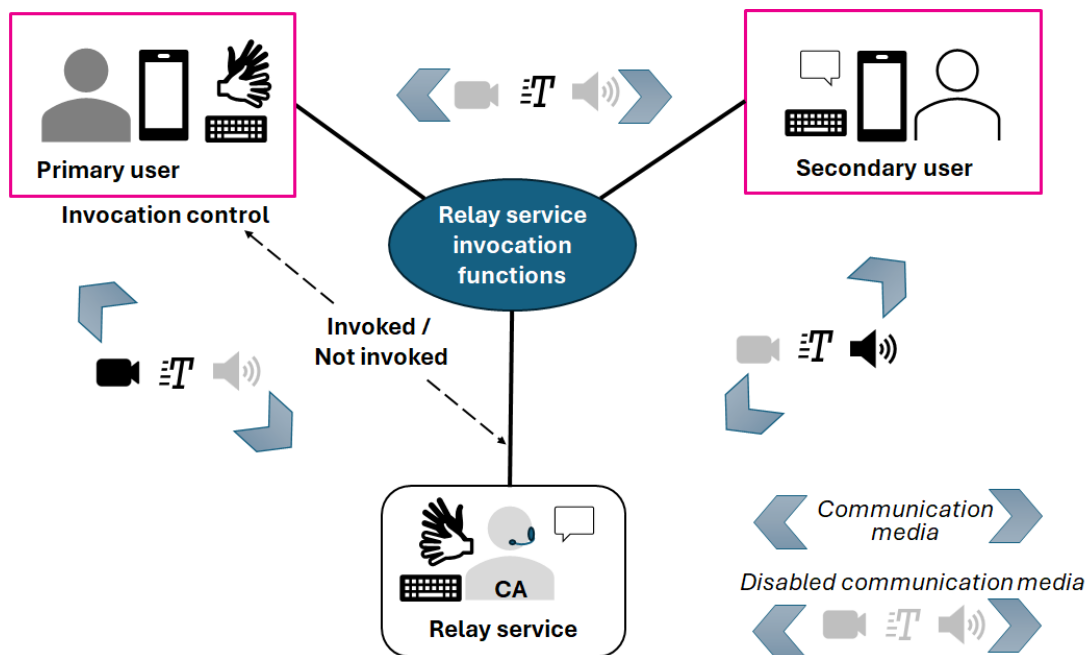 Primary user
Secondary user
Invocation control
Relay service
invocation
functions
Invoked /
Not invoked
T
T
T
CA
Relay service
Communication
media
Disabled communication media
T